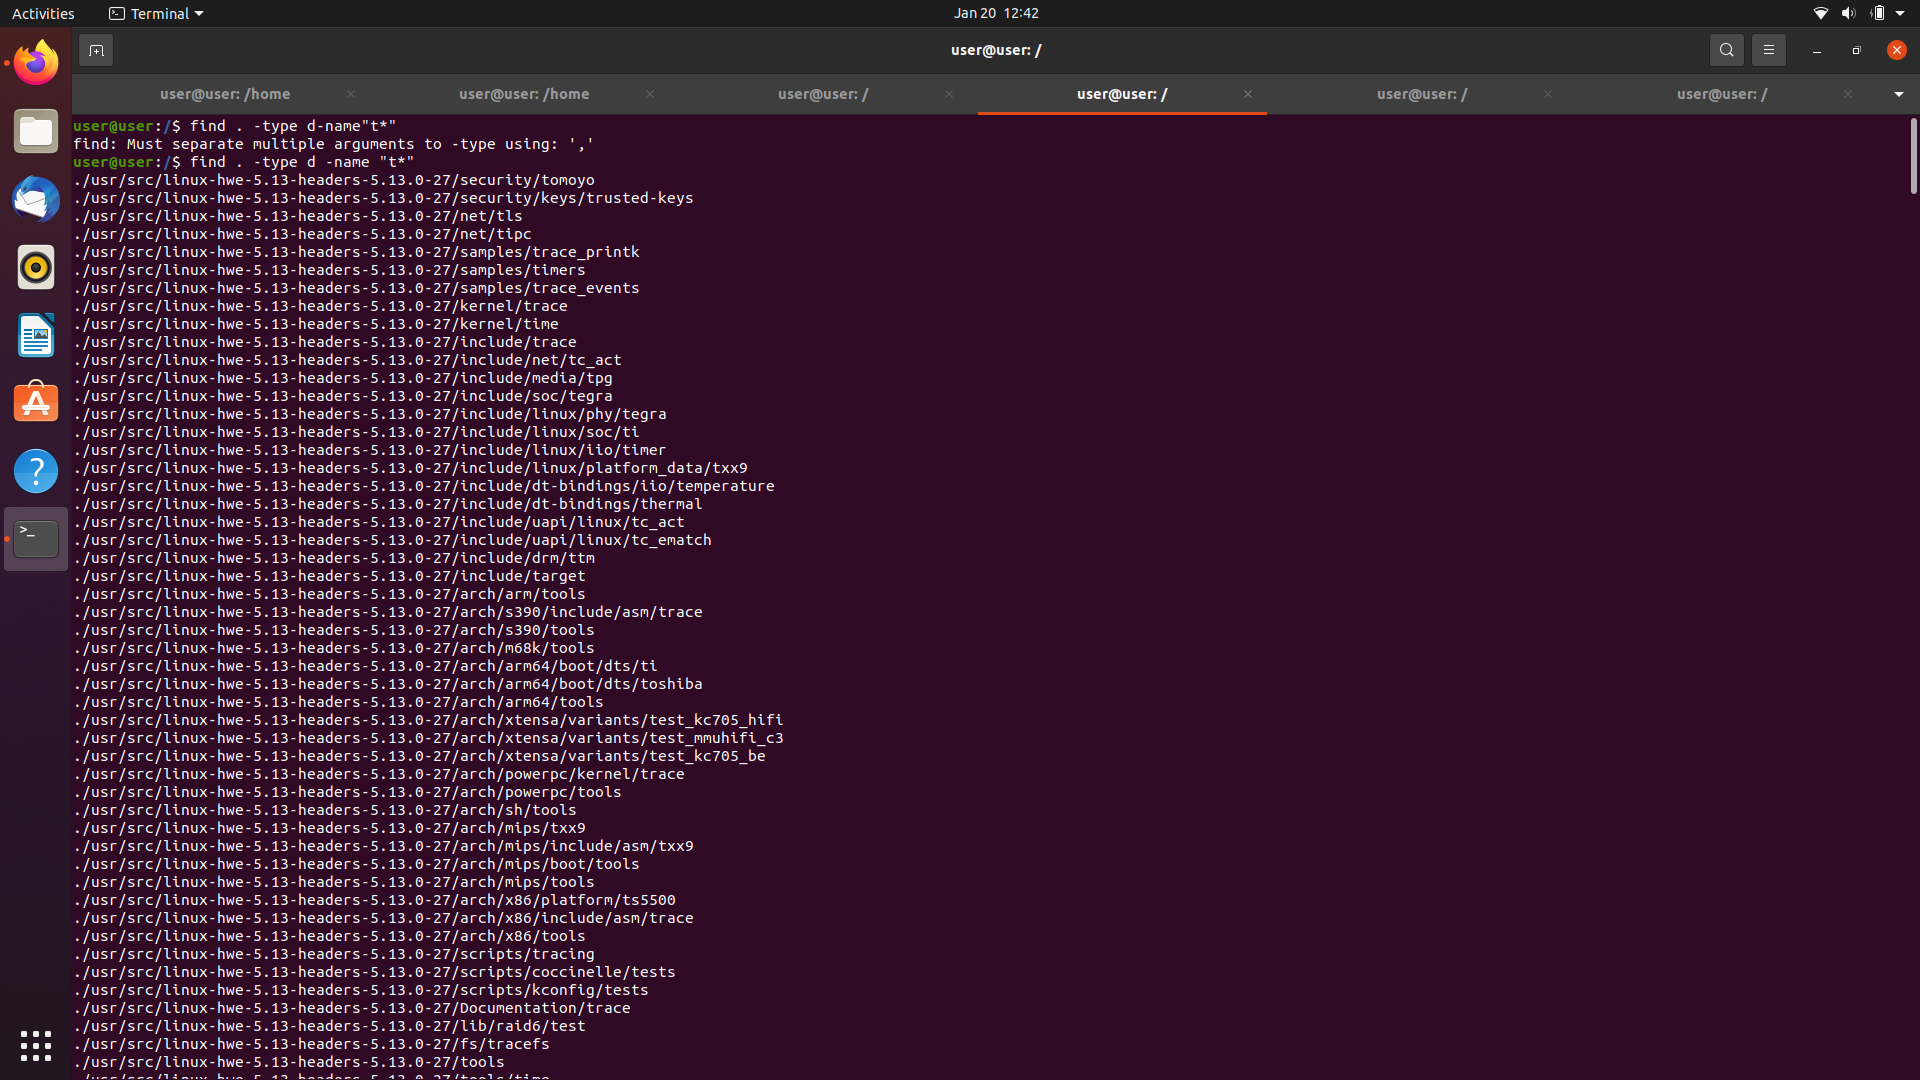 Activities
Terminal
Jan 20 12:42
user@user: /
user@user: /home
user@user: /home
user@user: /
user@user: /
user@user: /
user@user: /
user@user:/$ find . -type d-name"t*"
find: Must separate multiple arguments to -type using: ','
user@user:/$ find . -type d -name "t*"
./usr/src/linux-hwe-5.13-headers-5.13.0-27/security/tomoyo
./usr/src/linux-hwe-5.13-headers-5.13.0-27/security/keys/trusted-keys
./usr/src/linux-hwe-5.13-headers-5.13.0-27/net/tls
./usr/src/linux-hwe-5.13-headers-5.13.0-27/net/tipc
./usr/src/linux-hwe-5.13-headers-5.13.0-27/samples/trace_printk
./usr/src/linux-hwe-5.13-headers-5.13.0-27/samples/timers
./usr/src/linux-hwe-5.13-headers-5.13.0-27/samples/trace_events
./usr/src/linux-hwe-5.13-headers-5.13.0-27/kernel/trace
./usr/src/linux-hwe-5.13-headers-5.13.0-27/kernel/time
./usr/src/linux-hwe-5.13-headers-5.13.0-27/include/trace
./usr/src/linux-hwe-5.13-headers-5.13.0-27/include/net/tc_act
./usr/src/linux-hwe-5.13-headers-5.13.0-27/include/media/tpg
./usr/src/linux-hwe-5.13-headers-5.13.0-27/include/soc/tegra
./usr/src/linux-hwe-5.13-headers-5.13.0-27/include/linux/phy/tegra
./usr/src/linux-hwe-5.13-headers-5.13.0-27/include/linux/soc/ti
./usr/src/linux-hwe-5.13-headers-5.13.0-27/include/linux/iio/timer
./usr/src/linux-hwe-5.13-headers-5.13.0-27/include/linux/platform_data/txx9
./usr/src/linux-hwe-5.13-headers-5.13.0-27/include/dt-bindings/iio/temperature
./usr/src/linux-hwe-5.13-headers-5.13.0-27/include/dt-bindings/thermal
./usr/src/linux-hwe-5.13-headers-5.13.0-27/include/uapi/linux/tc_act
./usr/src/linux-hwe-5.13-headers-5.13.0-27/include/uapi/linux/tc_ematch
./usr/src/linux-hwe-5.13-headers-5.13.0-27/include/drm/ttm
./usr/src/linux-hwe-5.13-headers-5.13.0-27/include/target
./usr/src/linux-hwe-5.13-headers-5.13.0-27/arch/arm/tools
./usr/src/linux-hwe-5.13-headers-5.13.0-27/arch/s390/include/asm/trace
./usr/src/linux-hwe-5.13-headers-5.13.0-27/arch/s390/tools
./usr/src/linux-hwe-5.13-headers-5.13.0-27/arch/m68k/tools
./usr/src/linux-hwe-5.13-headers-5.13.0-27/arch/arm64/boot/dts/ti
./usr/src/linux-hwe-5.13-headers-5.13.0-27/arch/arm64/boot/dts/toshiba
./usr/src/linux-hwe-5.13-headers-5.13.0-27/arch/arm64/tools
./usr/src/linux-hwe-5.13-headers-5.13.0-27/arch/xtensa/variants/test_kc705_hifi
./usr/src/linux-hwe-5.13-headers-5.13.0-27/arch/xtensa/variants/test_mmuhifi_c3
./usr/src/linux-hwe-5.13-headers-5.13.0-27/arch/xtensa/variants/test_kc705_be
./usr/src/linux-hwe-5.13-headers-5.13.0-27/arch/powerpc/kernel/trace
./usr/src/linux-hwe-5.13-headers-5.13.0-27/arch/powerpc/tools
./usr/src/linux-hwe-5.13-headers-5.13.0-27/arch/sh/tools
./usr/src/linux-hwe-5.13-headers-5.13.0-27/arch/mips/txx9
./usr/src/linux-hwe-5.13-headers-5.13.0-27/arch/mips/include/asm/txx9
./usr/src/linux-hwe-5.13-headers-5.13.0-27/arch/mips/boot/tools
./usr/src/linux-hwe-5.13-headers-5.13.0-27/arch/mips/tools
./usr/src/linux-hwe-5.13-headers-5.13.0-27/arch/x86/platform/ts5500
./usr/src/linux-hwe-5.13-headers-5.13.0-27/arch/x86/include/asm/trace
./usr/src/linux-hwe-5.13-headers-5.13.0-27/arch/x86/tools
./usr/src/linux-hwe-5.13-headers-5.13.0-27/scripts/tracing
./usr/src/linux-hwe-5.13-headers-5.13.0-27/scripts/coccinelle/tests
./usr/src/linux-hwe-5.13-headers-5.13.0-27/scripts/kconfig/tests
./usr/src/linux-hwe-5.13-headers-5.13.0-27/Documentation/trace
./usr/src/linux-hwe-5.13-headers-5.13.0-27/lib/raid6/test
./usr/src/linux-hwe-5.13-headers-5.13.0-27/fs/tracefs
./usr/src/linux-hwe-5.13-headers-5.13.0-27/tools